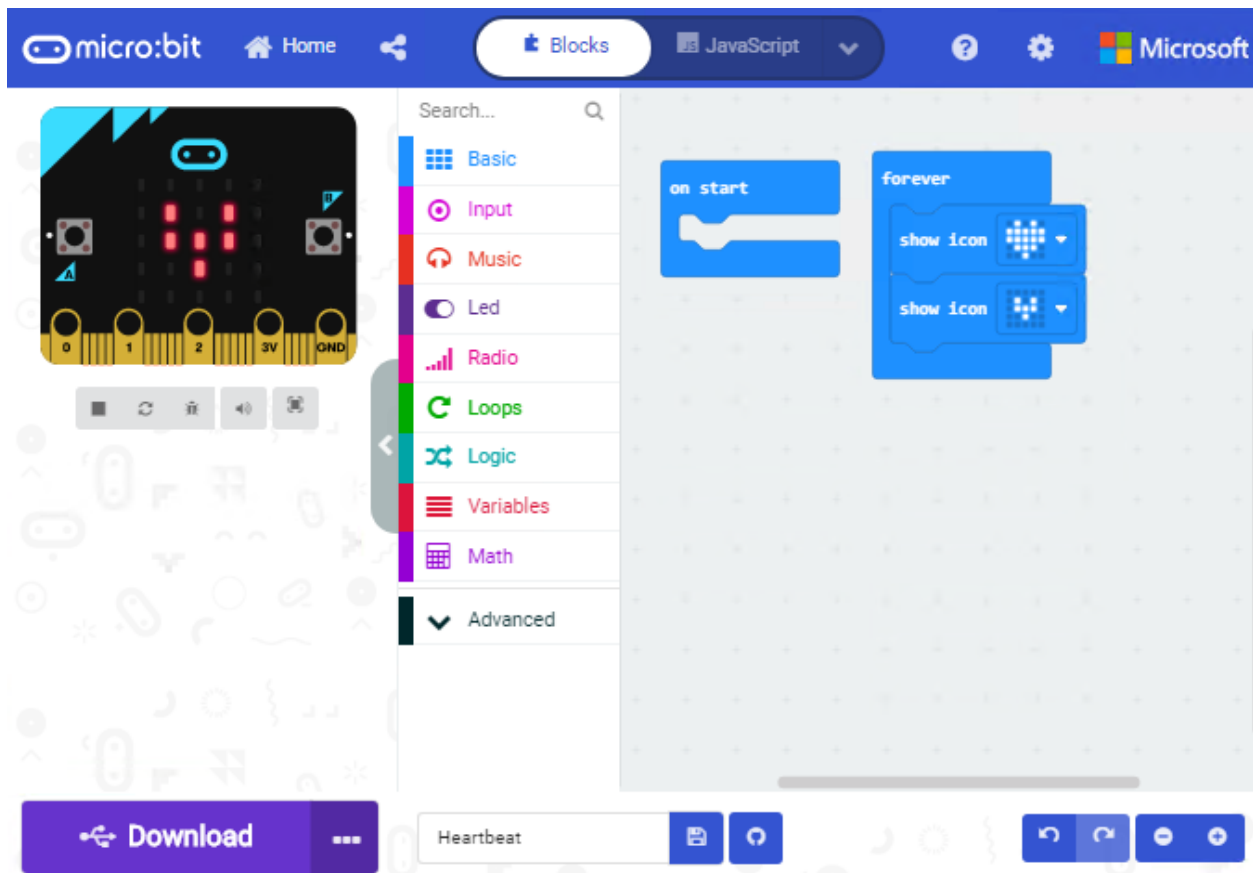 micro:bit Home Blocks JS JavaScript ? Microsoft
Search...
Basic
Input
Music
Led
Radio
Loops
Logic
Variables
Math
Advanced
B
A
0 1 2 3V GND
on start
forever
show icon
show icon
Download
Heartbeat